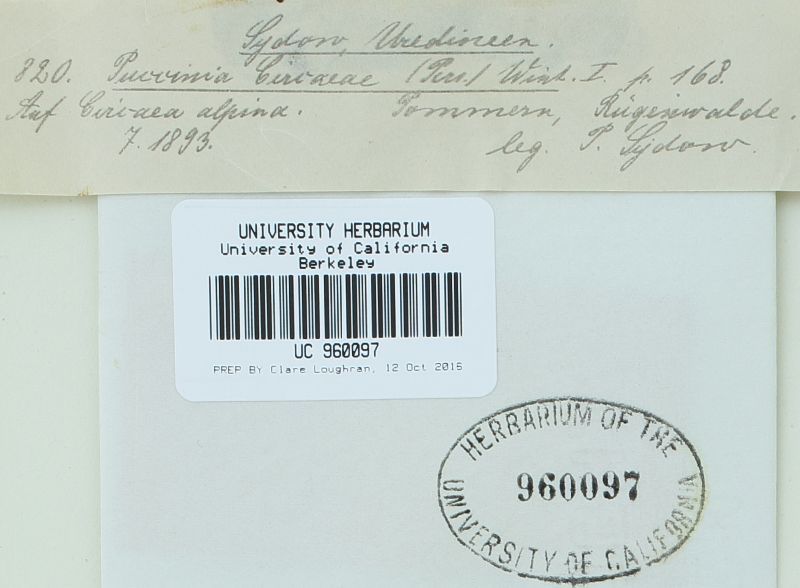 Sydow, Uredineen.
820. Puccinia Circaeae (Pers.) Wint. I. p. 168.
Auf Circaea alpina. Pommern, Rügenwalde.
7. 1893. leg. P. Sydow.
UNIVERSITY HERBARIUM
University of California
Berkeley
UC 960097
PREP BY Clare Loughran, 12 Oct 2016
HERBARIUM OF THE
960097
UNIVERSITY OF CALIFORNIA